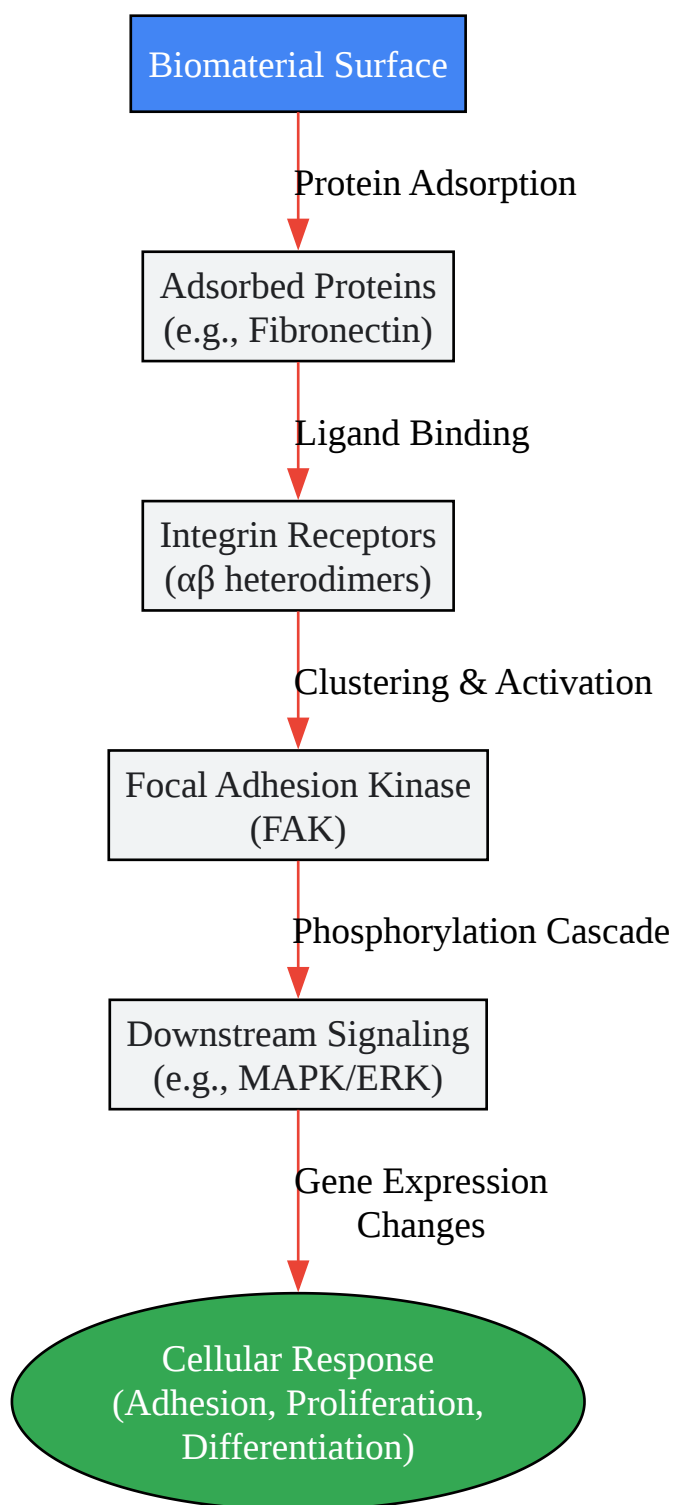 Biomaterial Surface
Protein Adsorption
Adsorbed Proteins
(e.g., Fibronectin)
Ligand Binding
Integrin Receptors
(αβ heterodimers)
Clustering & Activation
Focal Adhesion Kinase
(FAK)
Phosphorylation Cascade
Downstream Signaling
(e.g., MAPK/ERK)
Gene Expression
Changes
Cellular Response
(Adhesion, Proliferation,
Differentiation)